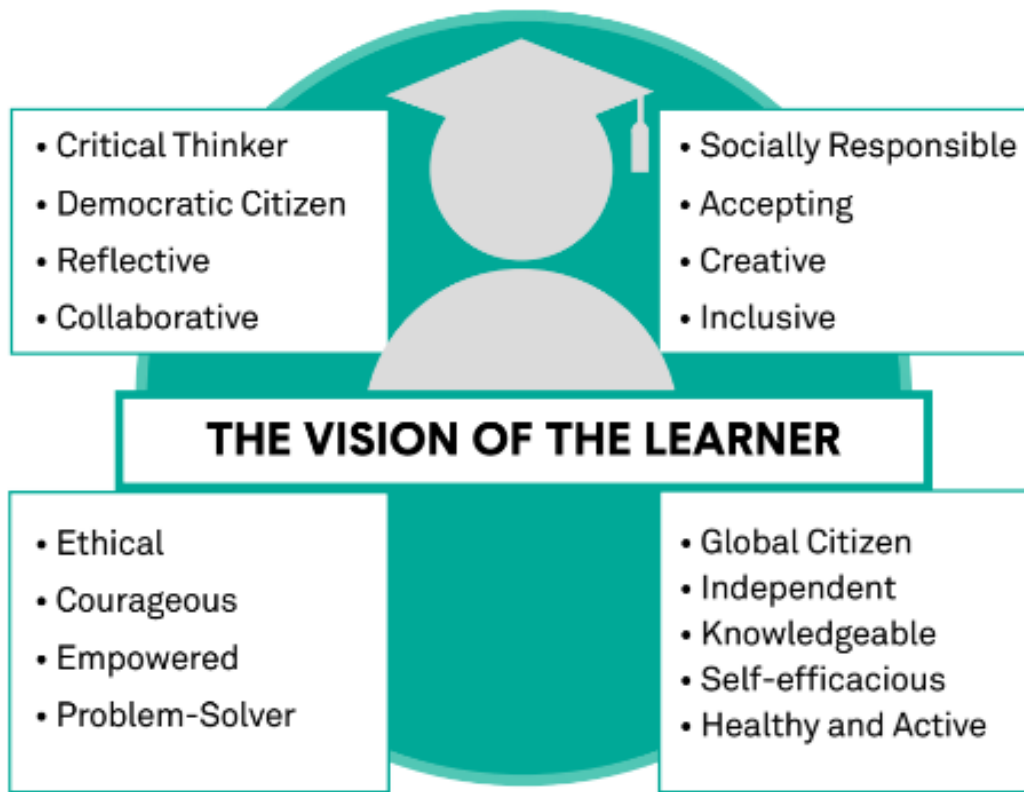 • Critical Thinker
• Democratic Citizen
• Reflective
• Collaborative
• Socially Responsible
• Accepting
• Creative
• Inclusive
THE VISION OF THE LEARNER
• Ethical
• Courageous
• Empowered
• Problem-Solver
• Global Citizen
• Independent
• Knowledgeable
• Self-efficacious
• Healthy and Active